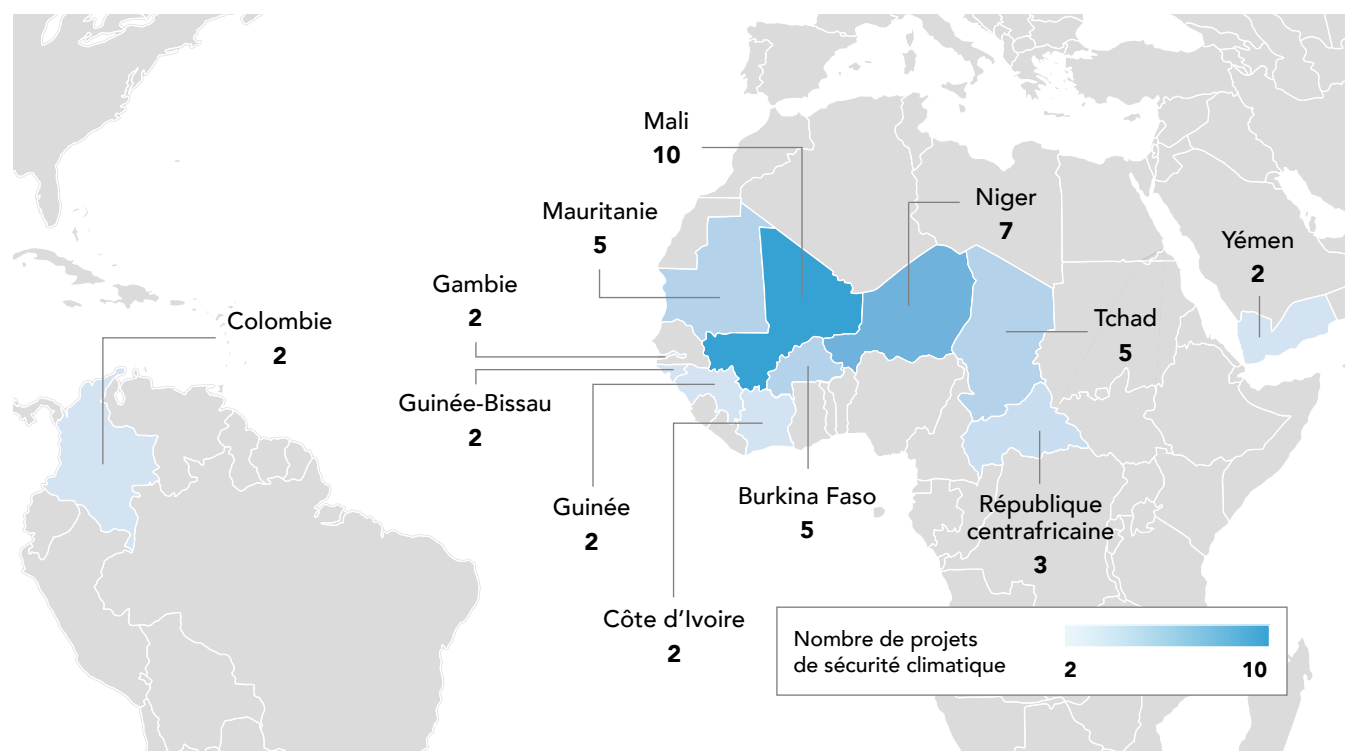 Mali
10
Mauritanie
5
Niger
7
Yémen
2
Gambie
2
Colombie
2
Tchad
5
Guinée-Bissau
2
Guinée
2
Burkina Faso
5
République
centrafricaine
3
Côte d'Ivoire
2
Nombre de projets
de sécurité climatique
2
10